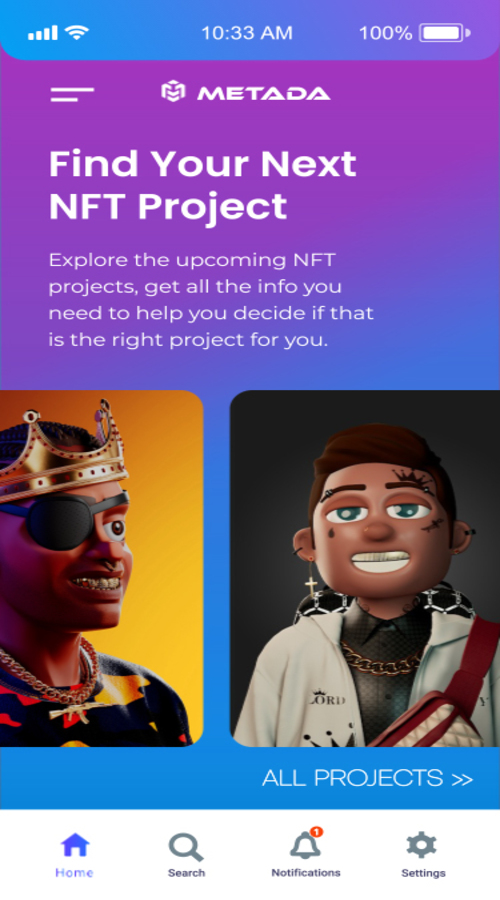 10:33 AM 100%
METADA
Find Your Next
NFT Project
Explore the upcoming NFT
projects, get all the info you
need to help you decide if that
is the right project for you.
LORD
ALL PROJECTS >>
1
Home Search Notifications Settings